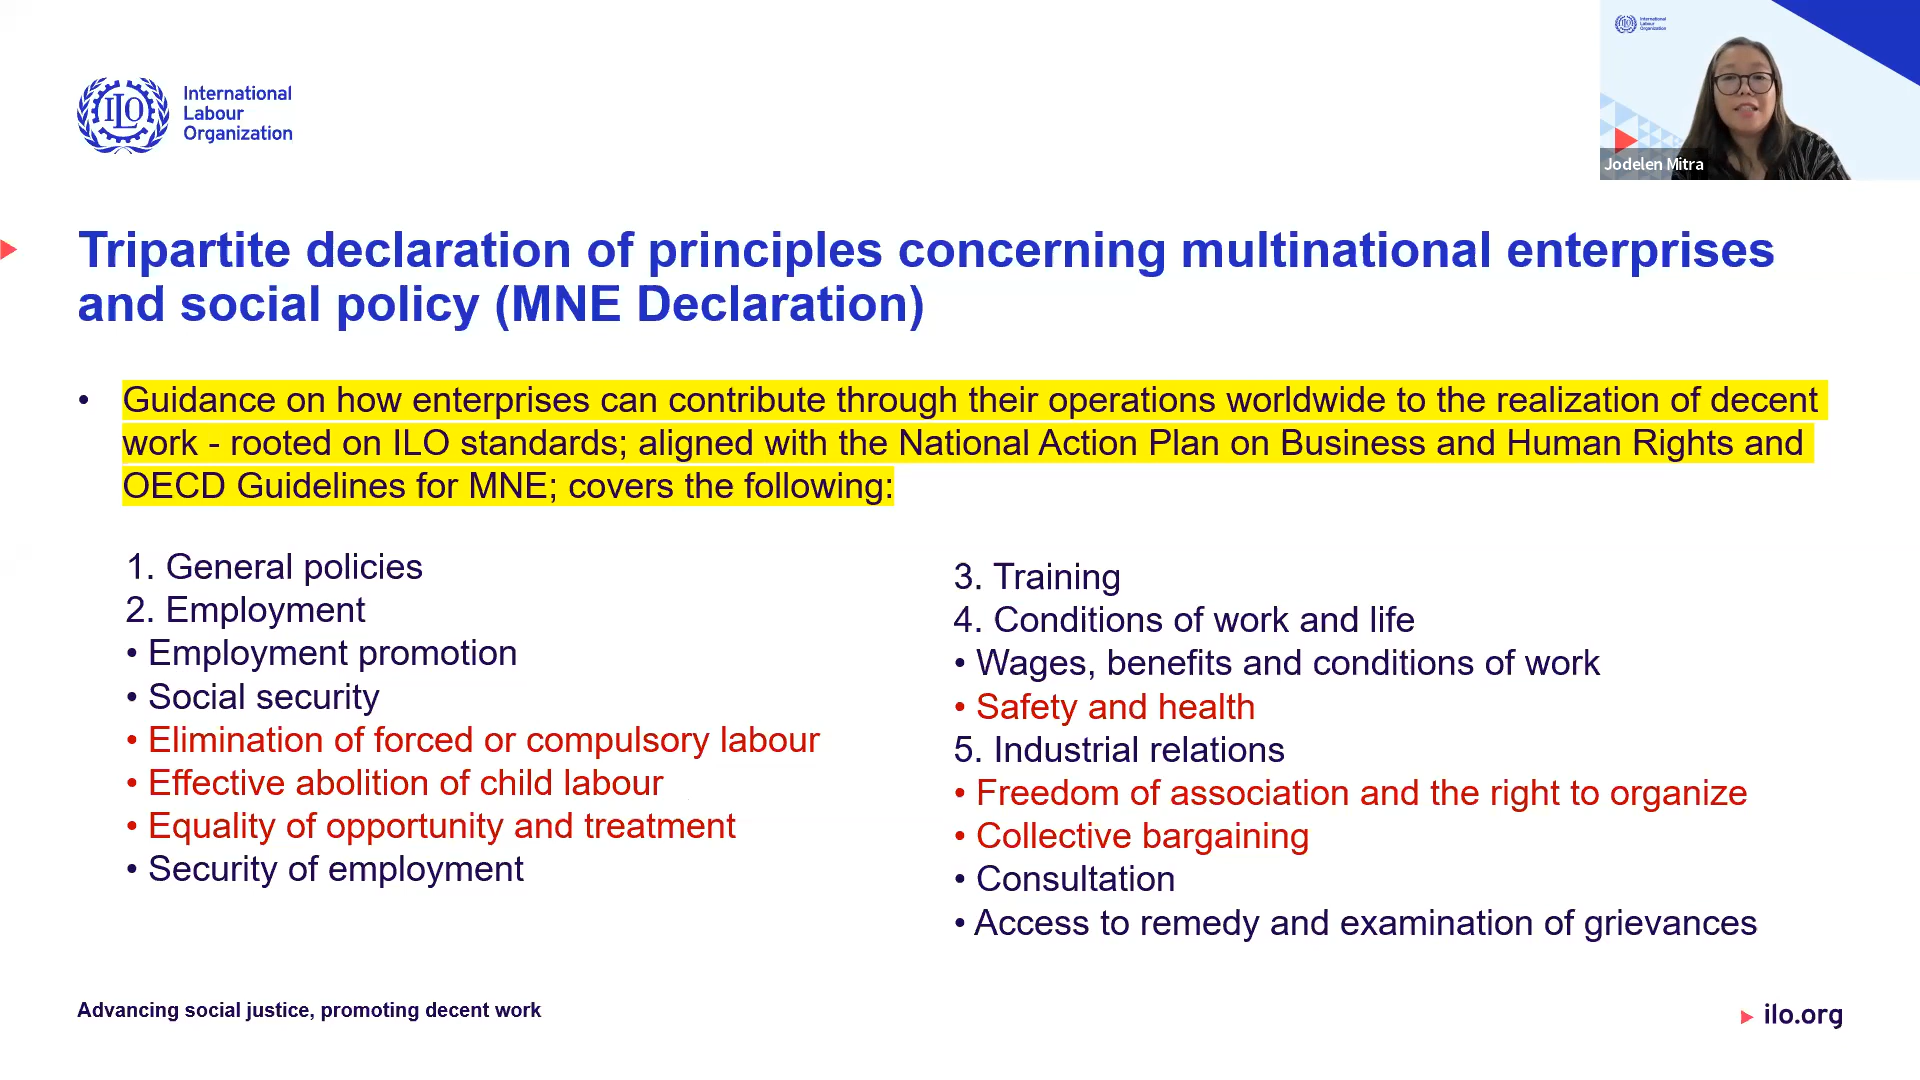 International
Labour
Organization
ILO
International
Labour
Organization
Jodelen Mitra
Tripartite declaration of principles concerning multinational enterprises
and social policy (MNE Declaration)
• Guidance on how enterprises can contribute through their operations worldwide to the realization of decent
work - rooted on ILO standards; aligned with the National Action Plan on Business and Human Rights and
OECD Guidelines for MNE; covers the following:
1. General policies
2. Employment
• Employment promotion
• Social security
• Elimination of forced or compulsory labour
• Effective abolition of child labour
• Equality of opportunity and treatment
• Security of employment
3. Training
4. Conditions of work and life
• Wages, benefits and conditions of work
• Safety and health
5. Industrial relations
• Freedom of association and the right to organize
• Collective bargaining
• Consultation
• Access to remedy and examination of grievances
Advancing social justice, promoting decent work
ilo.org